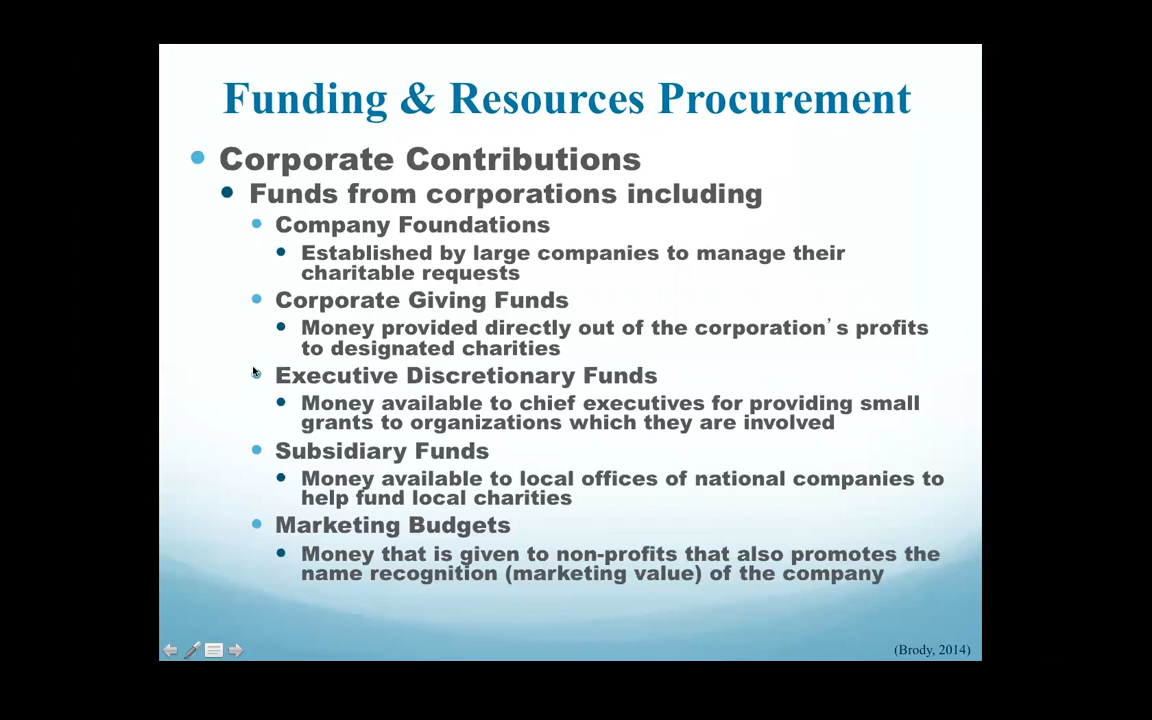 Funding & Resources Procurement
Corporate Contributions
Funds from corporations including
Company Foundations
Established by large companies to manage their
charitable requests
Corporate Giving Funds
Money provided directly out of the corporation's profits
to designated charities
Executive Discretionary Funds
Money available to chief executives for providing small
grants to organizations which they are involved
Subsidiary Funds
Money available to local offices of national companies to
help fund local charities
Marketing Budgets
Money that is given to non-profits that also promotes the
name recognition (marketing value) of the company
(Brody, 2014)